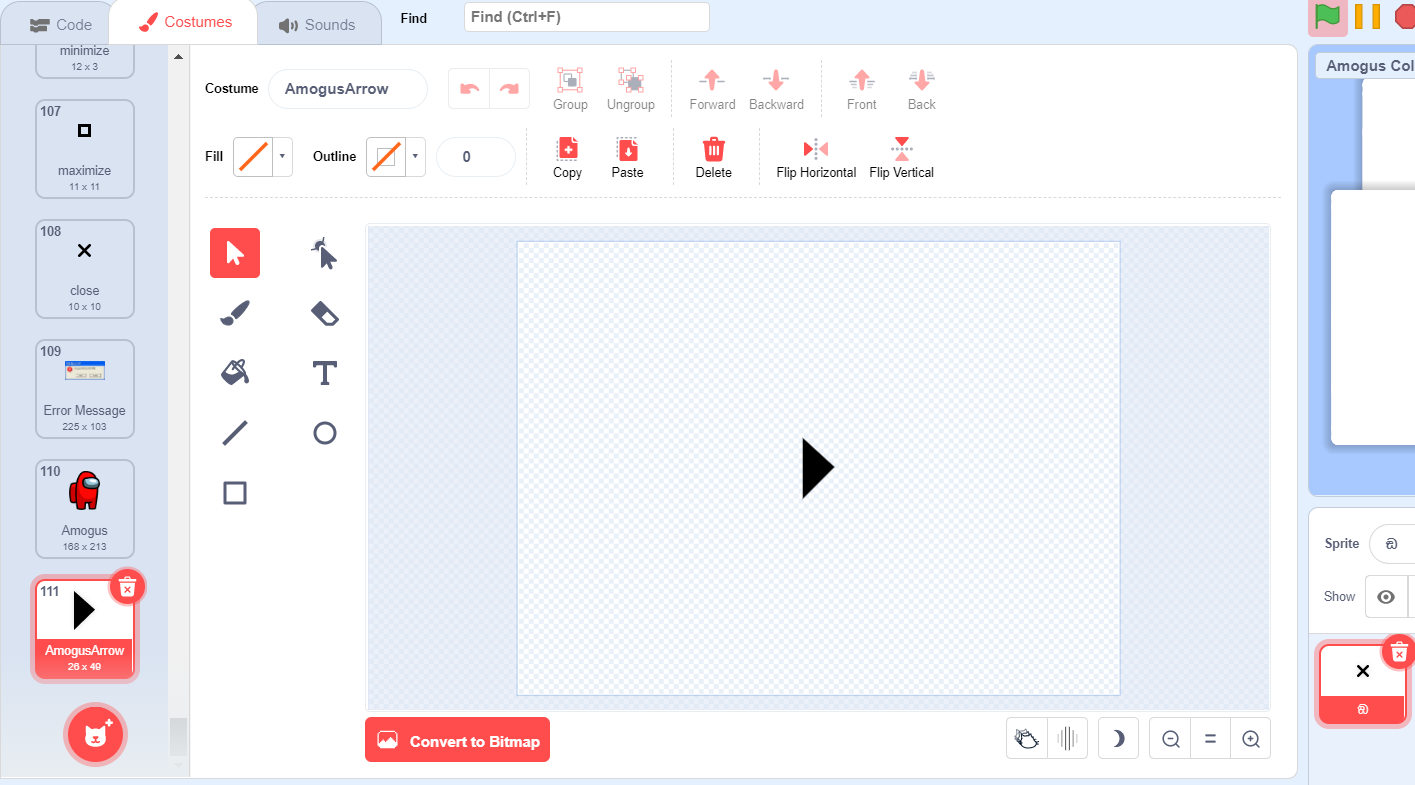 Code
Costumes
Sounds
Find
Find (Ctrl+F)
minimize
12 x 3
107
maximize
11 x 11
108
close
10 x 10
109
Error Message
225 x 103
110
Amogus
168 x 213
111
AmogusArrow
26 x 49
Costume
AmogusArrow
Group
Ungroup
Forward
Backward
Front
Back
Fill
Outline
0
Copy
Paste
Delete
Flip Horizontal
Flip Vertical
Convert to Bitmap
Amogus Col
Sprite
ඞ
Show
ඞ